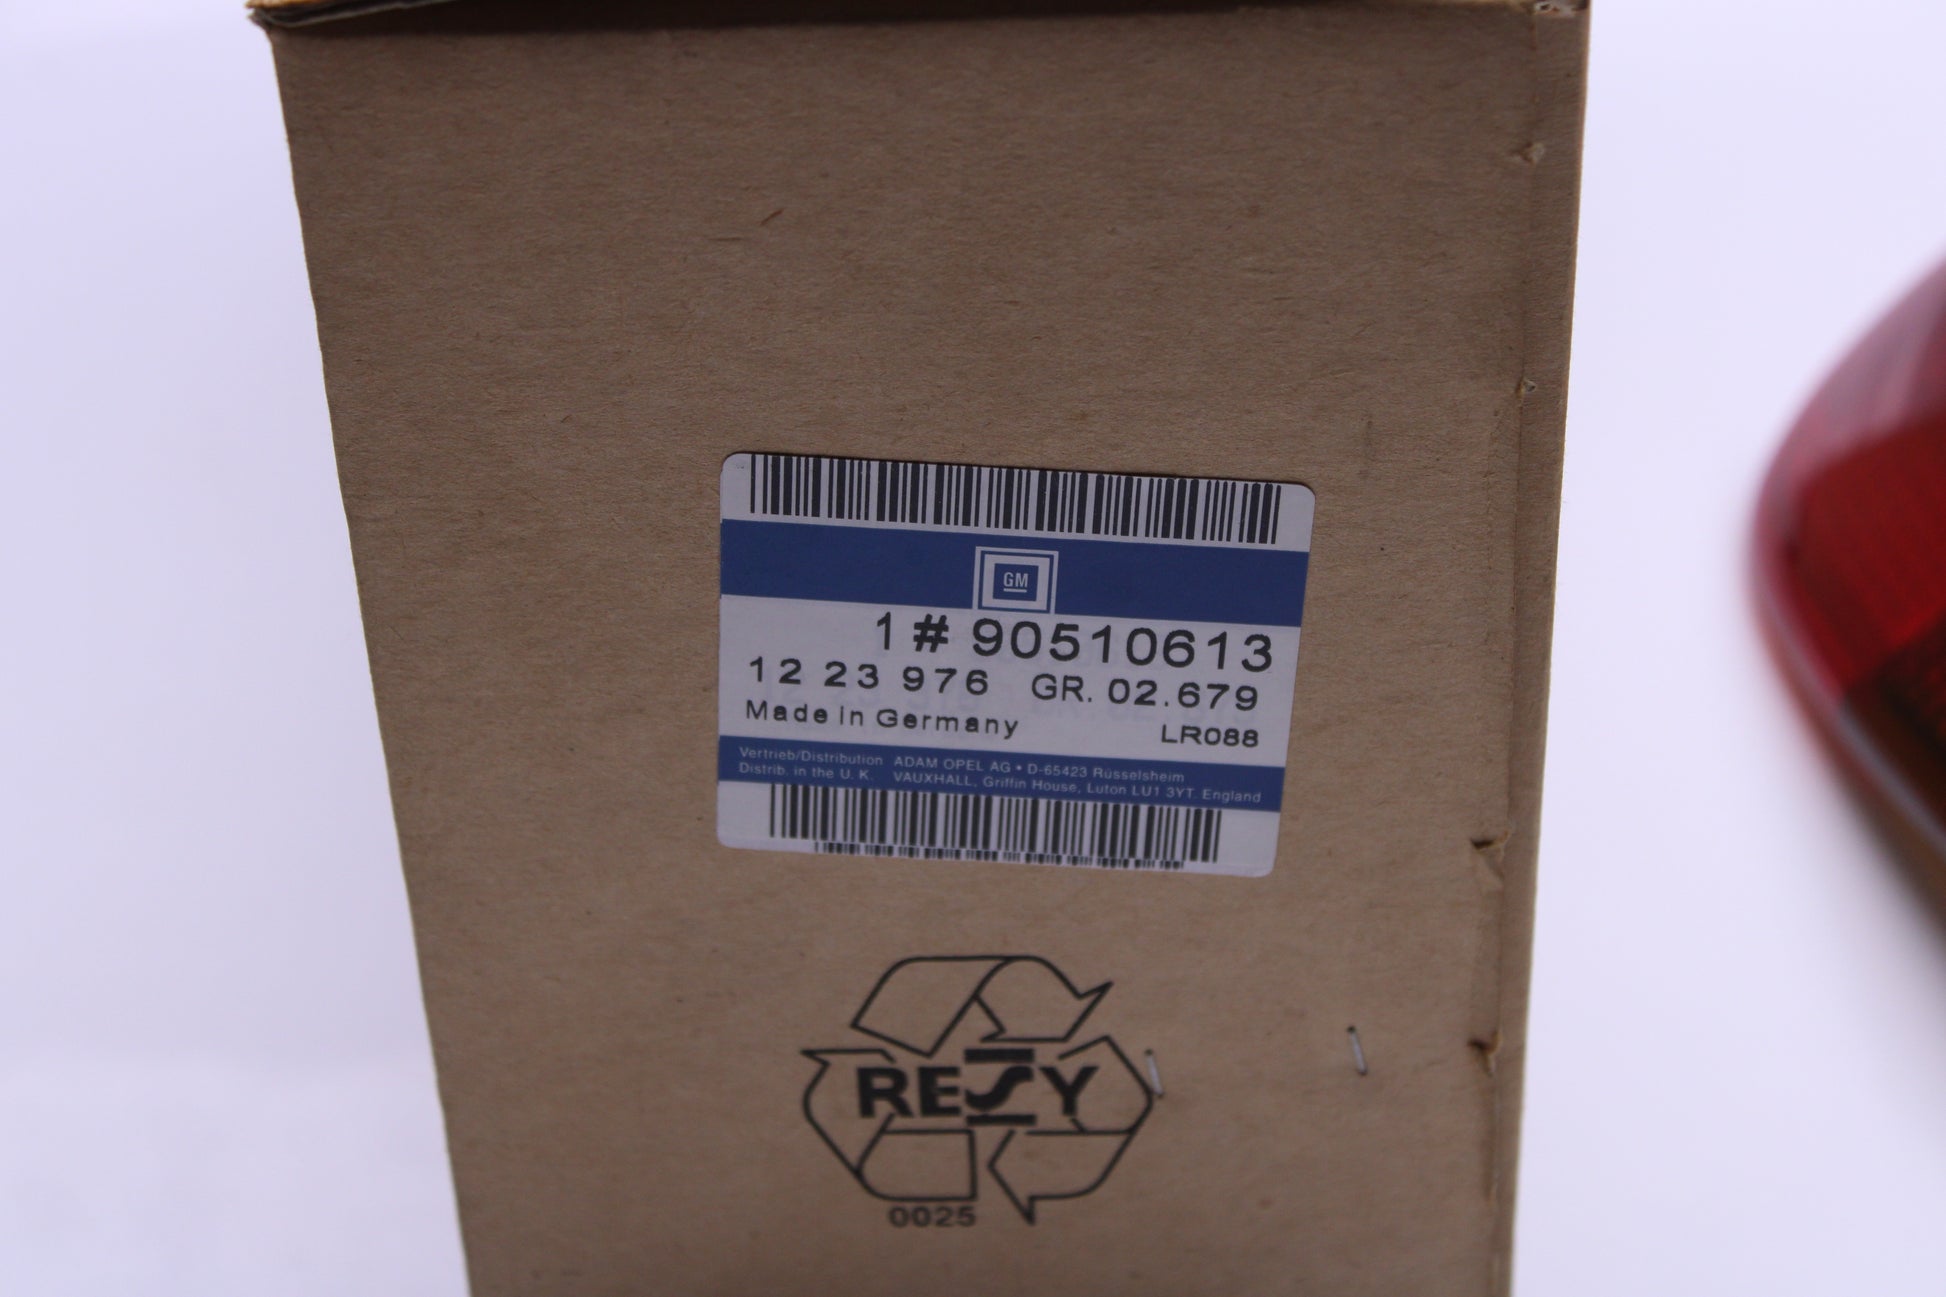 GM
1 # 90510613
12 23 976 GR. 02.679
Made in Germany LR088
Vertrieb/Distribution ADAM OPEL AG • D-65423 Rüsselsheim
Distrib. in the U. K. VAUXHALL, Griffin House, Luton LU1 3YT. England
RESY
0025